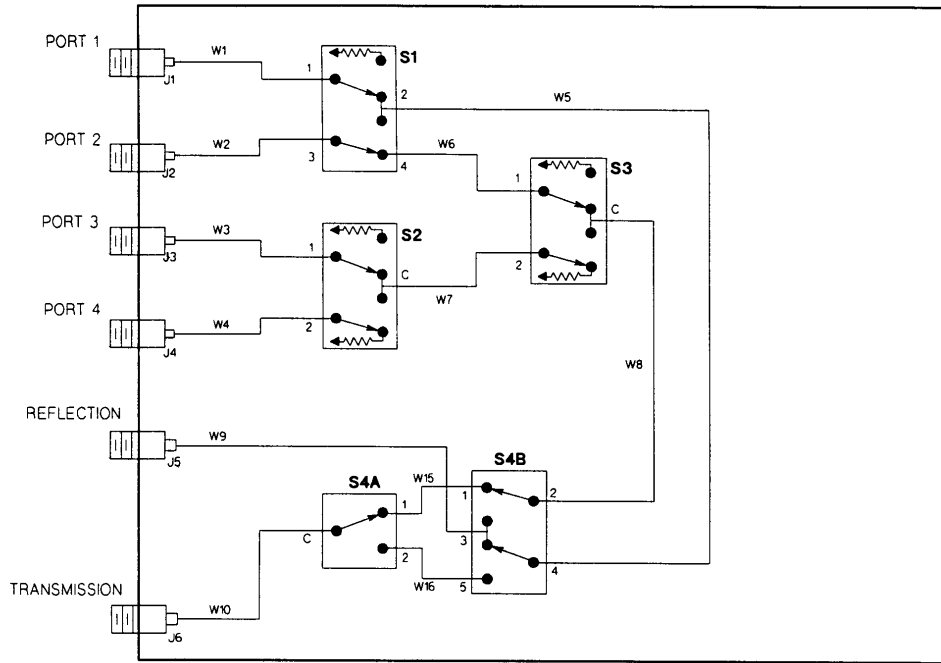 PORT 1
W1
J1
PORT 2
W2
J2
PORT 3
W3
J3
PORT 4
W4
J4
REFLECTION
W9
J5
TRANSMISSION
W10
J6
S1
1
2
3
4
W5
W6
S2
1
C
2
W7
S3
1
C
2
W8
S4A
C
1
2
W15
W16
S4B
1
2
3
4
5